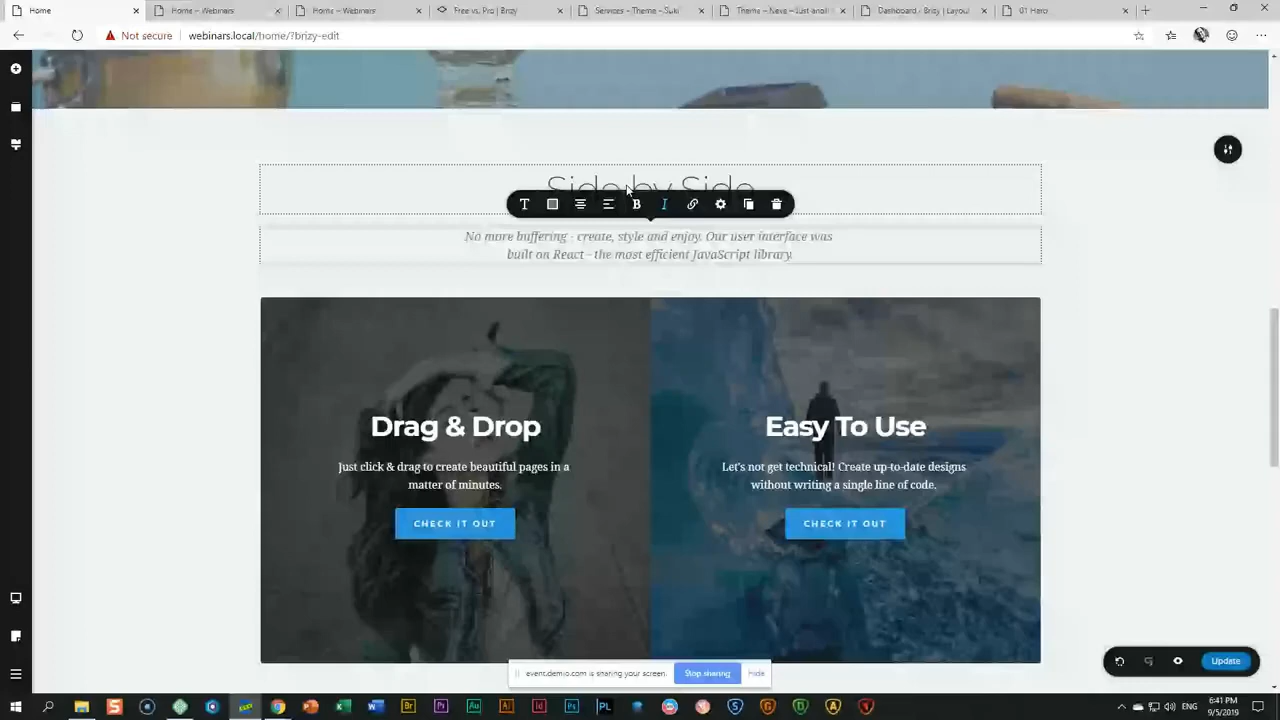 Home
Home – Webinars
Home – Webinars
Free vs. Pro | Brizy
Services – Theme – Suki
Theme – Neve – Just anoth
Dashboard - Brizy | Layou
01 Hero
Not secure
webinars.local/home/?brizy-edit
Side by Side
No more buffering - create, style and enjoy. Our user interface was
built on React - the most efficient JavaScript library.
Drag & Drop
Just click & drag to create beautiful pages in a
matter of minutes.
CHECK IT OUT
Easy To Use
Let's not get technical! Create up-to-date designs
without writing a single line of code.
CHECK IT OUT
event.demio.com is sharing your screen.
Stop sharing
hide
Update
ENG
6:41 PM
9/5/2019